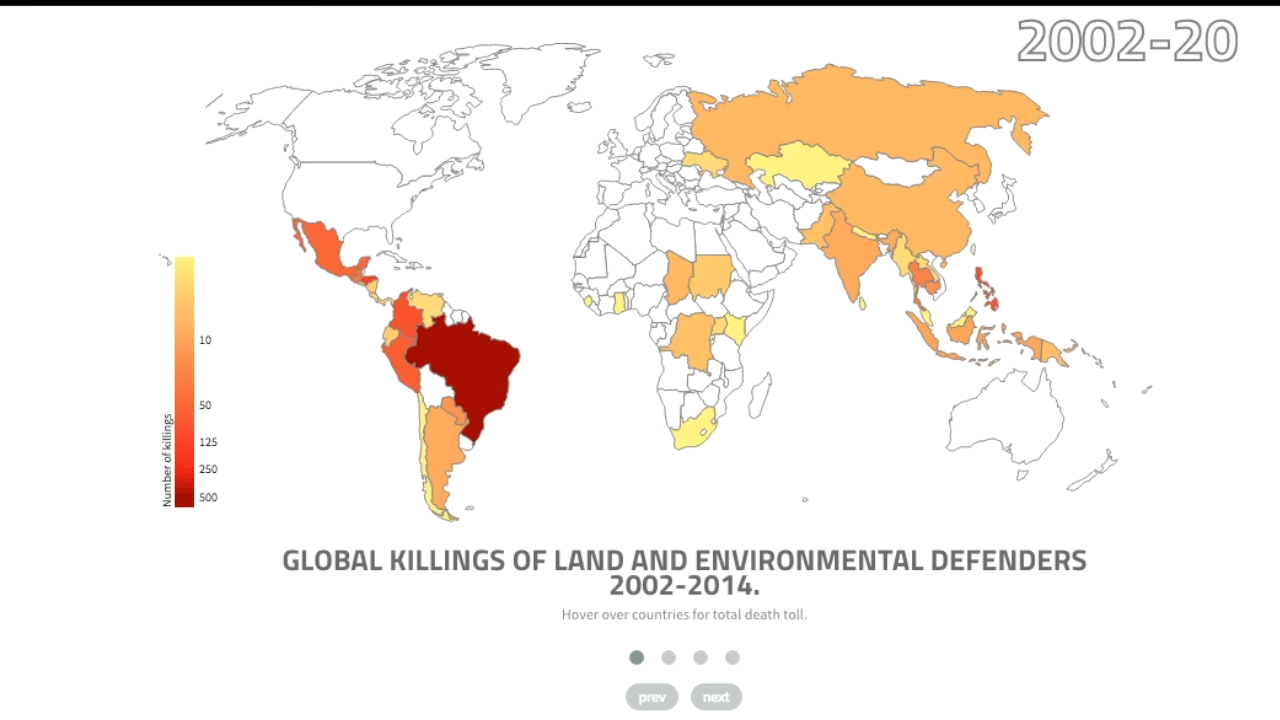 2002-20
10
50
125
250
500
Number of killings
GLOBAL KILLINGS OF LAND AND ENVIRONMENTAL DEFENDERS
2002-2014.
Hover over countries for total death toll.
prev
next